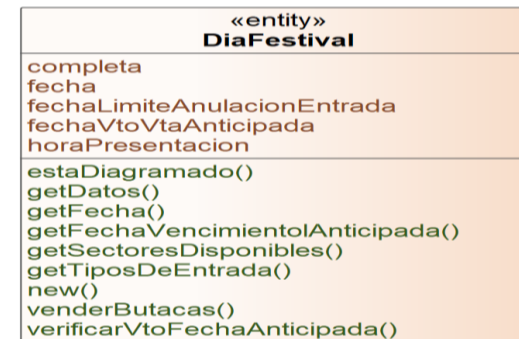 «entity»
DiaFestival
completa
fecha
fechaLimiteAnulacionEntrada
fechaVtoVtaAnticipada
horaPresentacion
estaDiagramado()
getDatos()
getFecha()
getFechaVencimientolAnticipada()
getSectoresDisponibles()
getTiposDeEntrada()
new()
venderButacas()
verificarVtoFechaAnticipada()